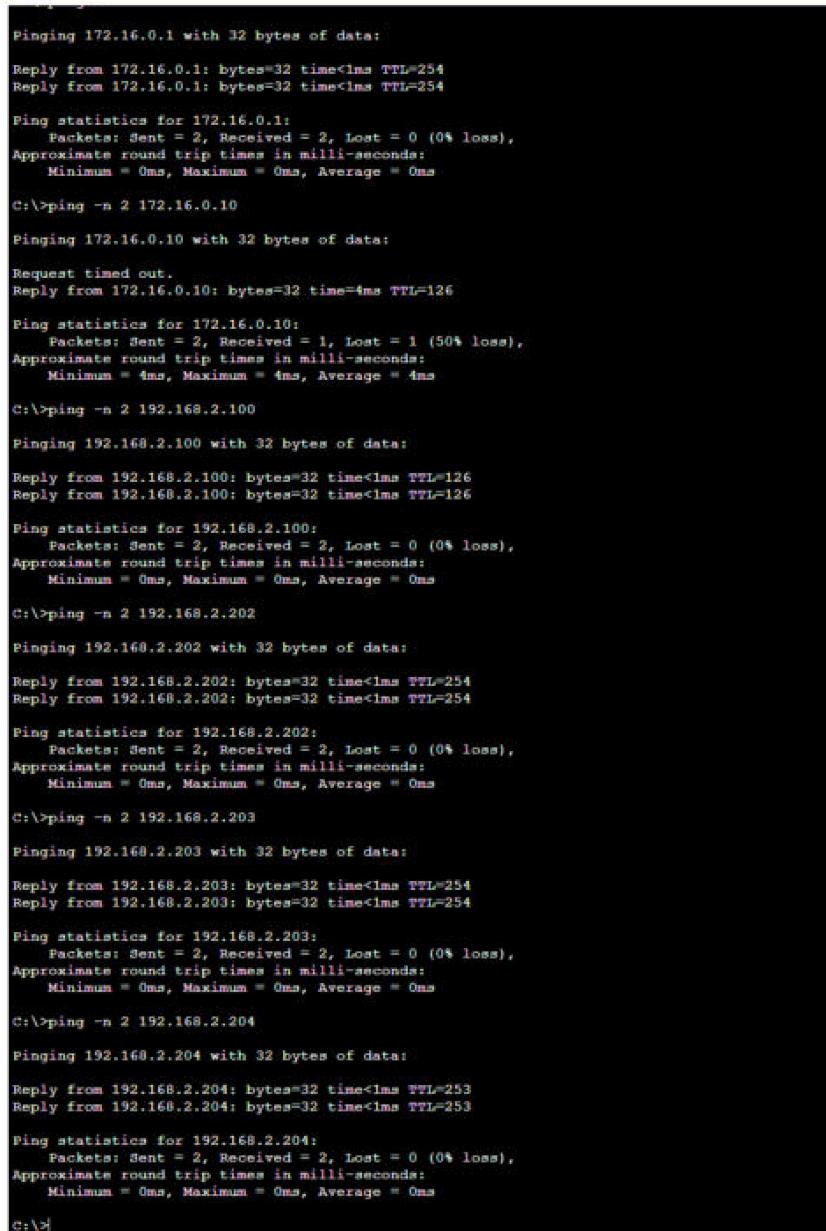 Pinging 172.16.0.1 with 32 bytes of data:
Reply from 172.16.0.1: bytes=32 time<1ms TTL=254
Reply from 172.16.0.1: bytes=32 time<1ms TTL=254
Ping statistics for 172.16.0.1:
Packets: Sent = 2, Received = 2, Lost = 0 (0% loss),
Approximate round trip times in milli-seconds:
Minimum = 0ms, Maximum = 0ms, Average = 0ms
C:\>ping -n 2 172.16.0.10
Pinging 172.16.0.10 with 32 bytes of data:
Request timed out.
Reply from 172.16.0.10: bytes=32 time=4ms TTL=126
Ping statistics for 172.16.0.10:
Packets: Sent = 2, Received = 1, Lost = 1 (50% loss),
Approximate round trip times in milli-seconds:
Minimum = 4ms, Maximum = 4ms, Average = 4ms
C:\>ping -n 2 192.168.2.100
Pinging 192.168.2.100 with 32 bytes of data:
Reply from 192.168.2.100: bytes=32 time<1ms TTL=126
Reply from 192.168.2.100: bytes=32 time<1ms TTL=126
Ping statistics for 192.168.2.100:
Packets: Sent = 2, Received = 2, Lost = 0 (0% loss),
Approximate round trip times in milli-seconds:
Minimum = 0ms, Maximum = 0ms, Average = 0ms
C:\>ping -n 2 192.168.2.202
Pinging 192.168.2.202 with 32 bytes of data:
Reply from 192.168.2.202: bytes=32 time<1ms TTL=254
Reply from 192.168.2.202: bytes=32 time<1ms TTL=254
Ping statistics for 192.168.2.202:
Packets: Sent = 2, Received = 2, Lost = 0 (0% loss),
Approximate round trip times in milli-seconds:
Minimum = 0ms, Maximum = 0ms, Average = 0ms
C:\>ping -n 2 192.168.2.203
Pinging 192.168.2.203 with 32 bytes of data:
Reply from 192.168.2.203: bytes=32 time<1ms TTL=254
Reply from 192.168.2.203: bytes=32 time<1ms TTL=254
Ping statistics for 192.168.2.203:
Packets: Sent = 2, Received = 2, Lost = 0 (0% loss),
Approximate round trip times in milli-seconds:
Minimum = 0ms, Maximum = 0ms, Average = 0ms
C:\>ping -n 2 192.168.2.204
Pinging 192.168.2.204 with 32 bytes of data:
Reply from 192.168.2.204: bytes=32 time<1ms TTL=253
Reply from 192.168.2.204: bytes=32 time<1ms TTL=253
Ping statistics for 192.168.2.204:
Packets: Sent = 2, Received = 2, Lost = 0 (0% loss),
Approximate round trip times in milli-seconds:
Minimum = 0ms, Maximum = 0ms, Average = 0ms
C:\>